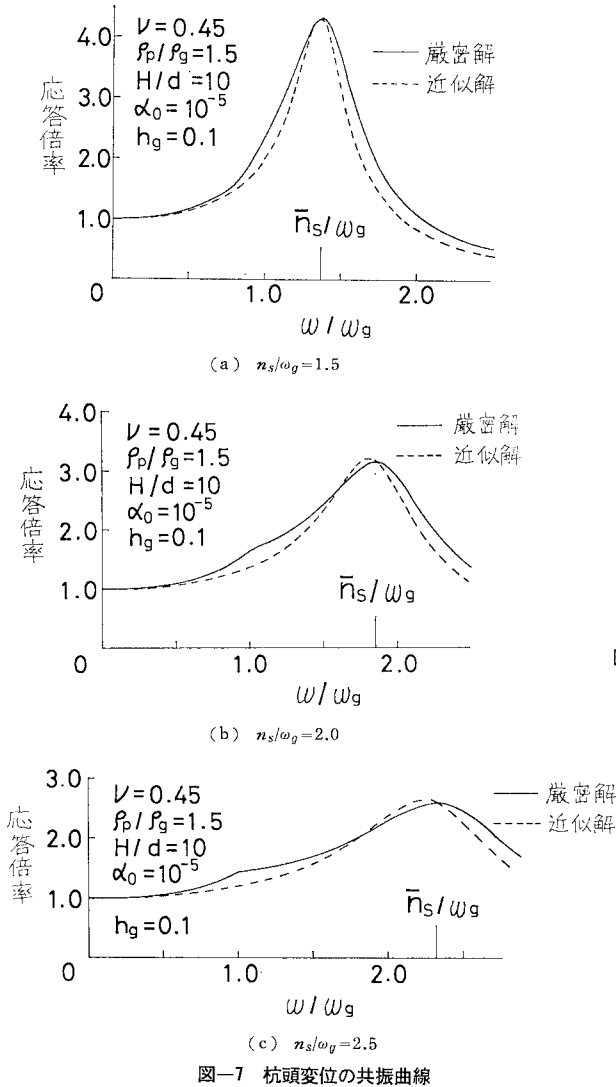 4.0
ν=0.45
ρp/ρg=1.5
H/d=10
α0=10⁻⁵
hg=0.1
厳密解
近似解
応答倍率
3.0
2.0
1.0
n̄s/ωg
0
1.0
2.0
ω/ωg
(a) ns/ωg=1.5
4.0
ν=0.45
ρp/ρg=1.5
H/d=10
α0=10⁻⁵
hg=0.1
厳密解
近似解
応答倍率
3.0
2.0
1.0
n̄s/ωg
0
1.0
2.0
ω/ωg
(b) ns/ωg=2.0
3.0
ν=0.45
ρp/ρg=1.5
H/d=10
α0=10⁻⁵
hg=0.1
厳密解
近似解
応答倍率
2.0
1.0
n̄s/ωg
0
1.0
2.0
ω/ωg
(c) ns/ωg=2.5
図―7 杭頭変位の共振曲線